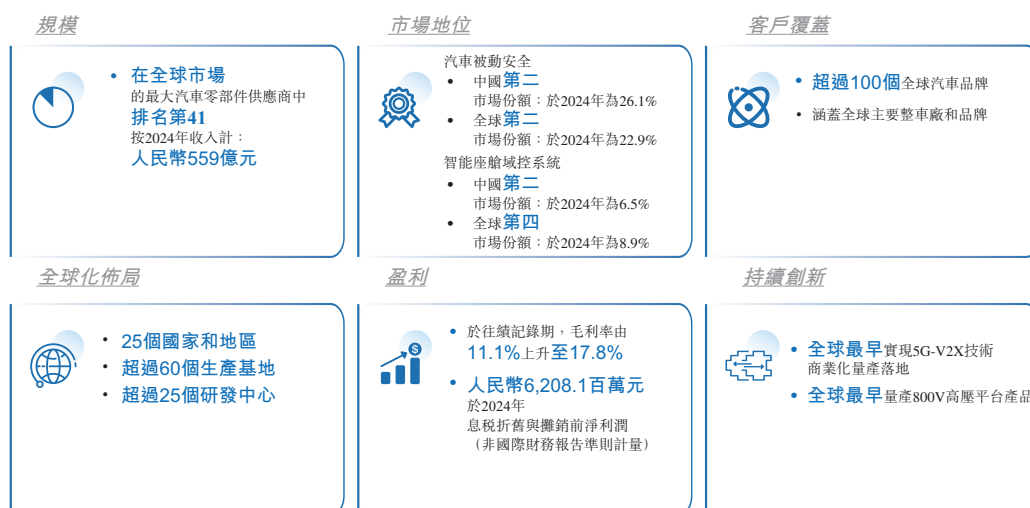 規模
• 在全球市場
的最大汽車零部件供應商中
排名第41
按2024年收入計：
人民幣559億元
市場地位
汽車被動安全
• 中國第二
市場份額：於2024年為26.1%
• 全球第二
市場份額：於2024年為22.9%
智能座艙域控系統
• 中國第二
市場份額：於2024年為6.5%
• 全球第四
市場份額：於2024年為8.9%
客戶覆蓋
• 超過100個全球汽車品牌
• 涵蓋全球主要整車廠和品牌
全球化佈局
• 25個國家和地區
• 超過60個生產基地
• 超過25個研發中心
盈利
• 於往績記錄期，毛利率由
11.1%上升至17.8%
• 人民幣6,208.1百萬元
於2024年
息稅折舊與攤銷前淨利潤
（非國際財務報告準則計量）
持續創新
• 全球最早實現5G-V2X技術
商業化量產落地
• 全球最早量產800V高壓平台產品